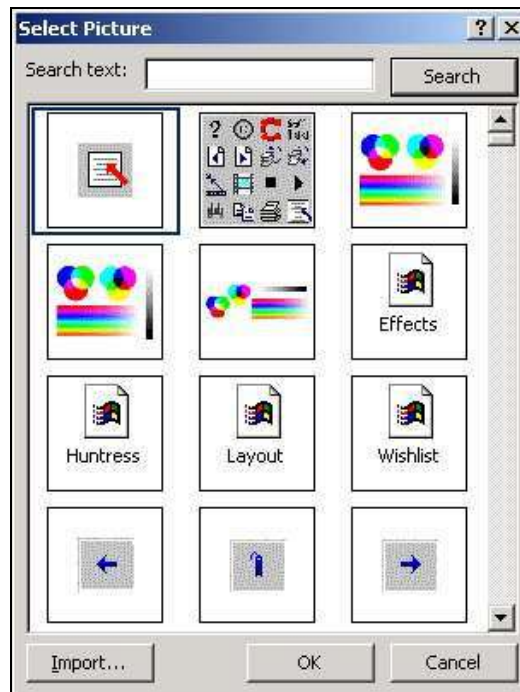 Select Picture
Search text:
Search
Effects
Huntress
Layout
Wishlist
Import...
OK
Cancel